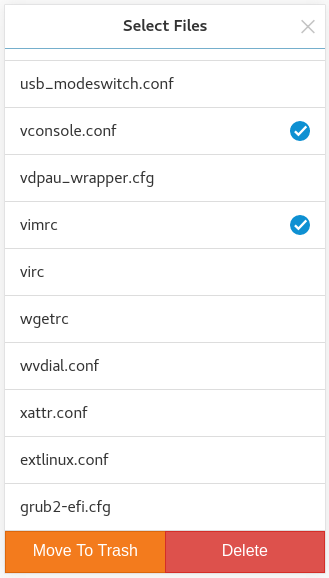 Select Files
usb_modeswitch.conf
vconsole.conf
vdpau_wrapper.cfg
vimrc
virc
wgetrc
wvdial.conf
xattr.conf
extlinux.conf
grub2-efi.cfg
Move To Trash Delete